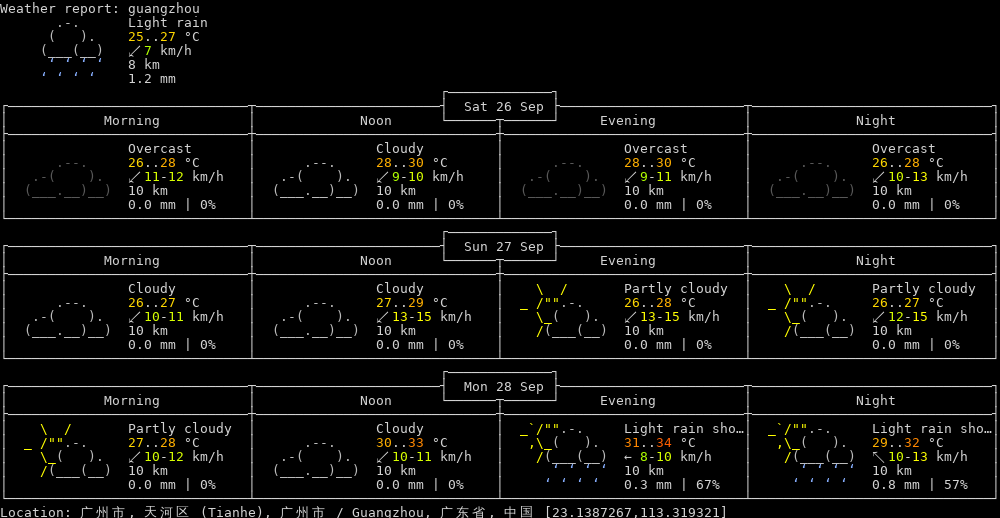 Weather report: guangzhou
Light rain
25..27 °C
↙ 7 km/h
8 km
1.2 mm
Sat 26 Sep
Morning Noon Evening Night
Overcast Cloudy Overcast Overcast
26..28 °C 28..30 °C 28..30 °C 26..28 °C
↙ 11-12 km/h ↙ 9-10 km/h ↙ 9-11 km/h ↙ 10-13 km/h
10 km 10 km 10 km 10 km
0.0 mm | 0% 0.0 mm | 0% 0.0 mm | 0% 0.0 mm | 0%
Sun 27 Sep
Morning Noon Evening Night
Cloudy Cloudy Partly cloudy Partly cloudy
26..27 °C 27..29 °C 26..28 °C 26..27 °C
↙ 10-11 km/h ↙ 13-15 km/h ↙ 13-15 km/h ↙ 12-15 km/h
10 km 10 km 10 km 10 km
0.0 mm | 0% 0.0 mm | 0% 0.0 mm | 0% 0.0 mm | 0%
Mon 28 Sep
Morning Noon Evening Night
Partly cloudy Cloudy Light rain sho… Light rain sho…
27..28 °C 30..33 °C 31..34 °C 29..32 °C
↙ 10-12 km/h ↙ 10-11 km/h ← 8-10 km/h ↖ 10-13 km/h
10 km 10 km 10 km 10 km
0.0 mm | 0% 0.0 mm | 0% 0.3 mm | 67% 0.8 mm | 57%
Location: 广州市, 天河区 (Tianhe), 广州市 / Guangzhou, 广东省, 中国 [23.1387267,113.319321]